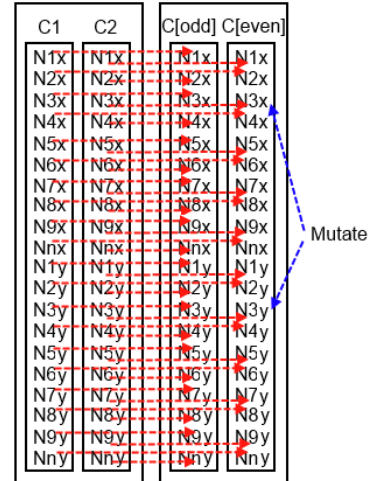 C1 C2 C[odd] C[even]
N1x N1x N1x N1x
N2x N2x N2x N2x
N3x N3x N3x N3x
N4x N4x N4x N4x
N5x N5x N5x N5x
N6x N6x N6x N6x
N7x N7x N7x N7x
N8x N8x N8x N8x
N9x N9x N9x N9x
Mutate
Nnx Nnx Nnx Nnx
N1y N1y N1y N1y
N2y N2y N2y N2y
N3y N3y N3y N3y
N4y N4y N4y N4y
N5y N5y N5y N5y
N6y N6y N6y N6y
N7y N7y N7y N7y
N8y N8y N8y N8y
N9y N9y N9y N9y
Nny Nny Nny Nny